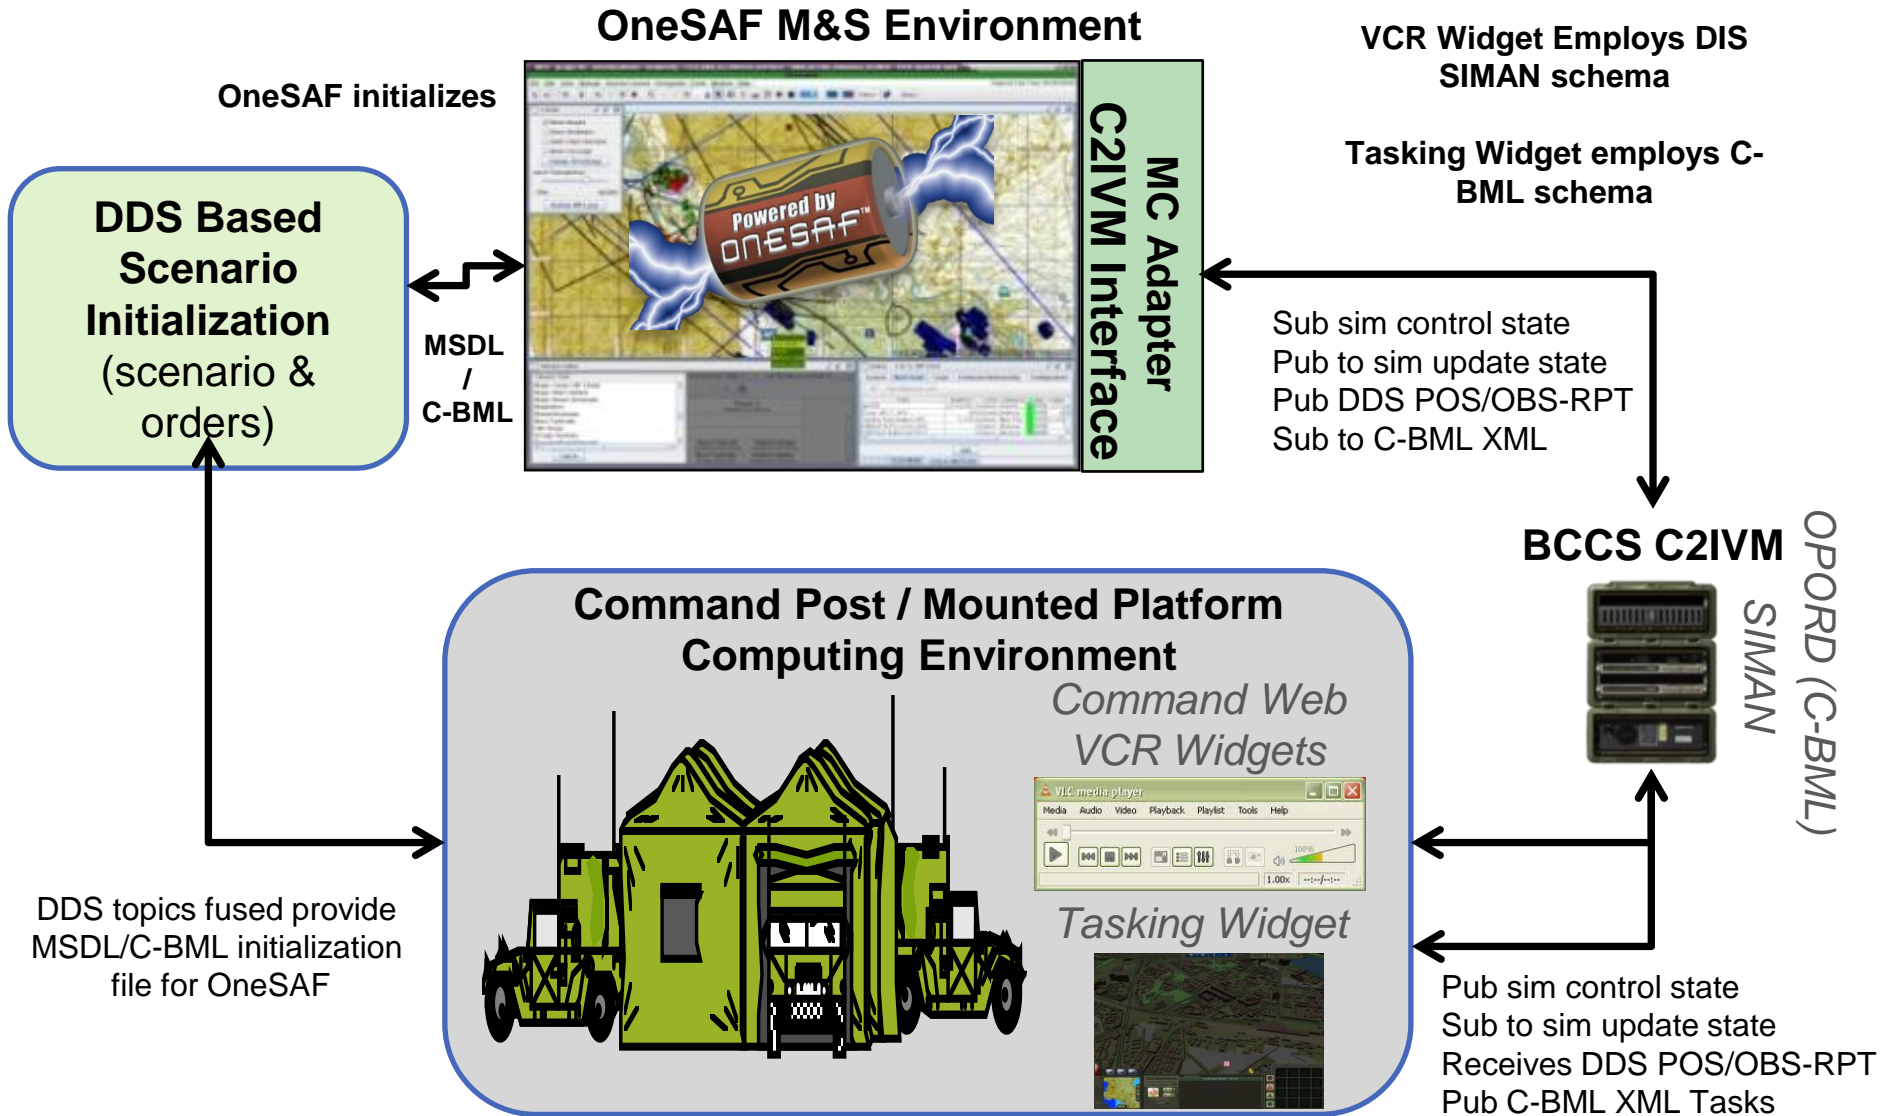 OneSAF M&S Environment
VCR Widget Employs DIS
SIMAN schema
OneSAF initializes
Tasking Widget employs C-
BML schema
DDS Based
Scenario
Initialization
(scenario &
orders)
MSDL
/
C-BML
Powered by
ONESAF™
MC Adapter
C2IVM Interface
Sub sim control state
Pub to sim update state
Pub DDS POS/OBS-RPT
Sub to C-BML XML
BCCS C2IVM
OPORD (C-BML)
SIMAN
Command Post / Mounted Platform
Computing Environment
Command Web
VCR Widgets
VLC media player
Media Audio Video Playback Playlist Tools Help
100%
1.00x --:--/--:--
Tasking Widget
DDS topics fused provide
MSDL/C-BML initialization
file for OneSAF
Pub sim control state
Sub to sim update state
Receives DDS POS/OBS-RPT
Pub C-BML XML Tasks